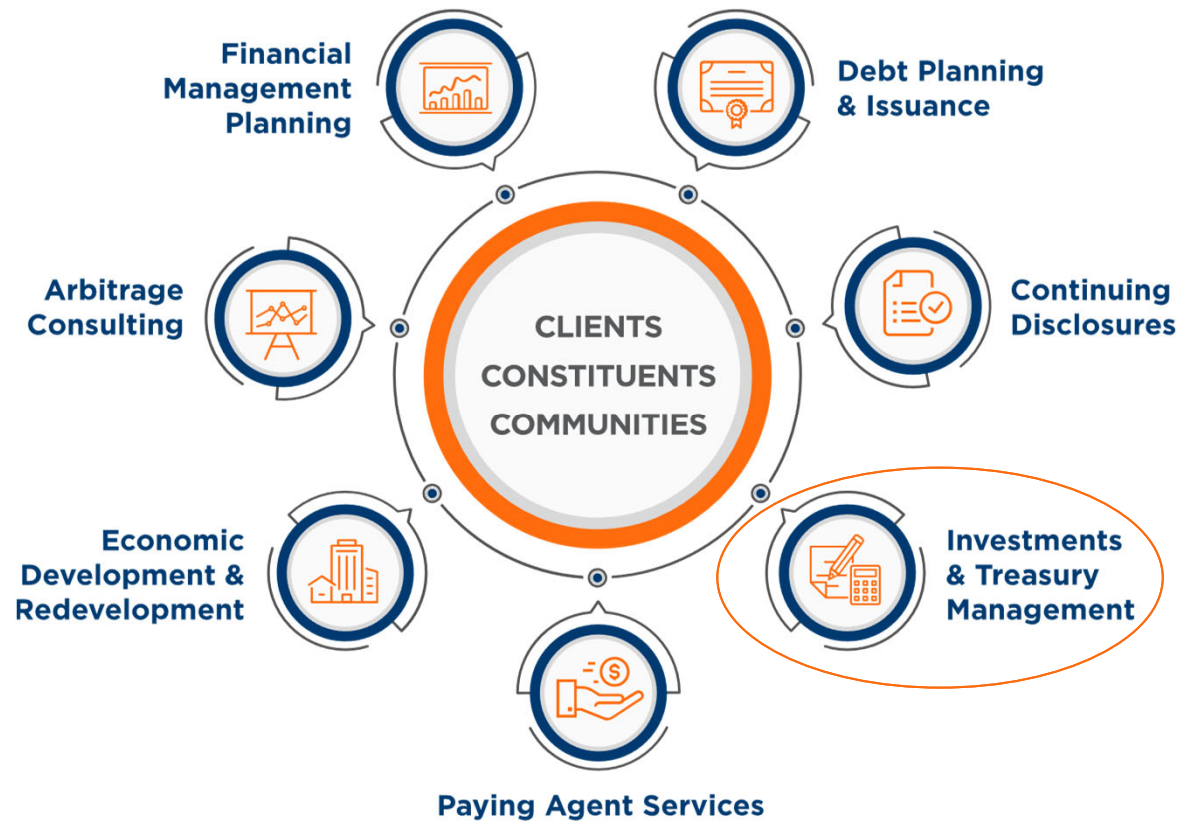 Financial
Management
Planning
Debt Planning
& Issuance
Arbitrage
Consulting
CLIENTS
CONSTITUENTS
COMMUNITIES
Continuing
Disclosures
Economic
Development &
Redevelopment
Investments
& Treasury
Management
$
Paying Agent Services